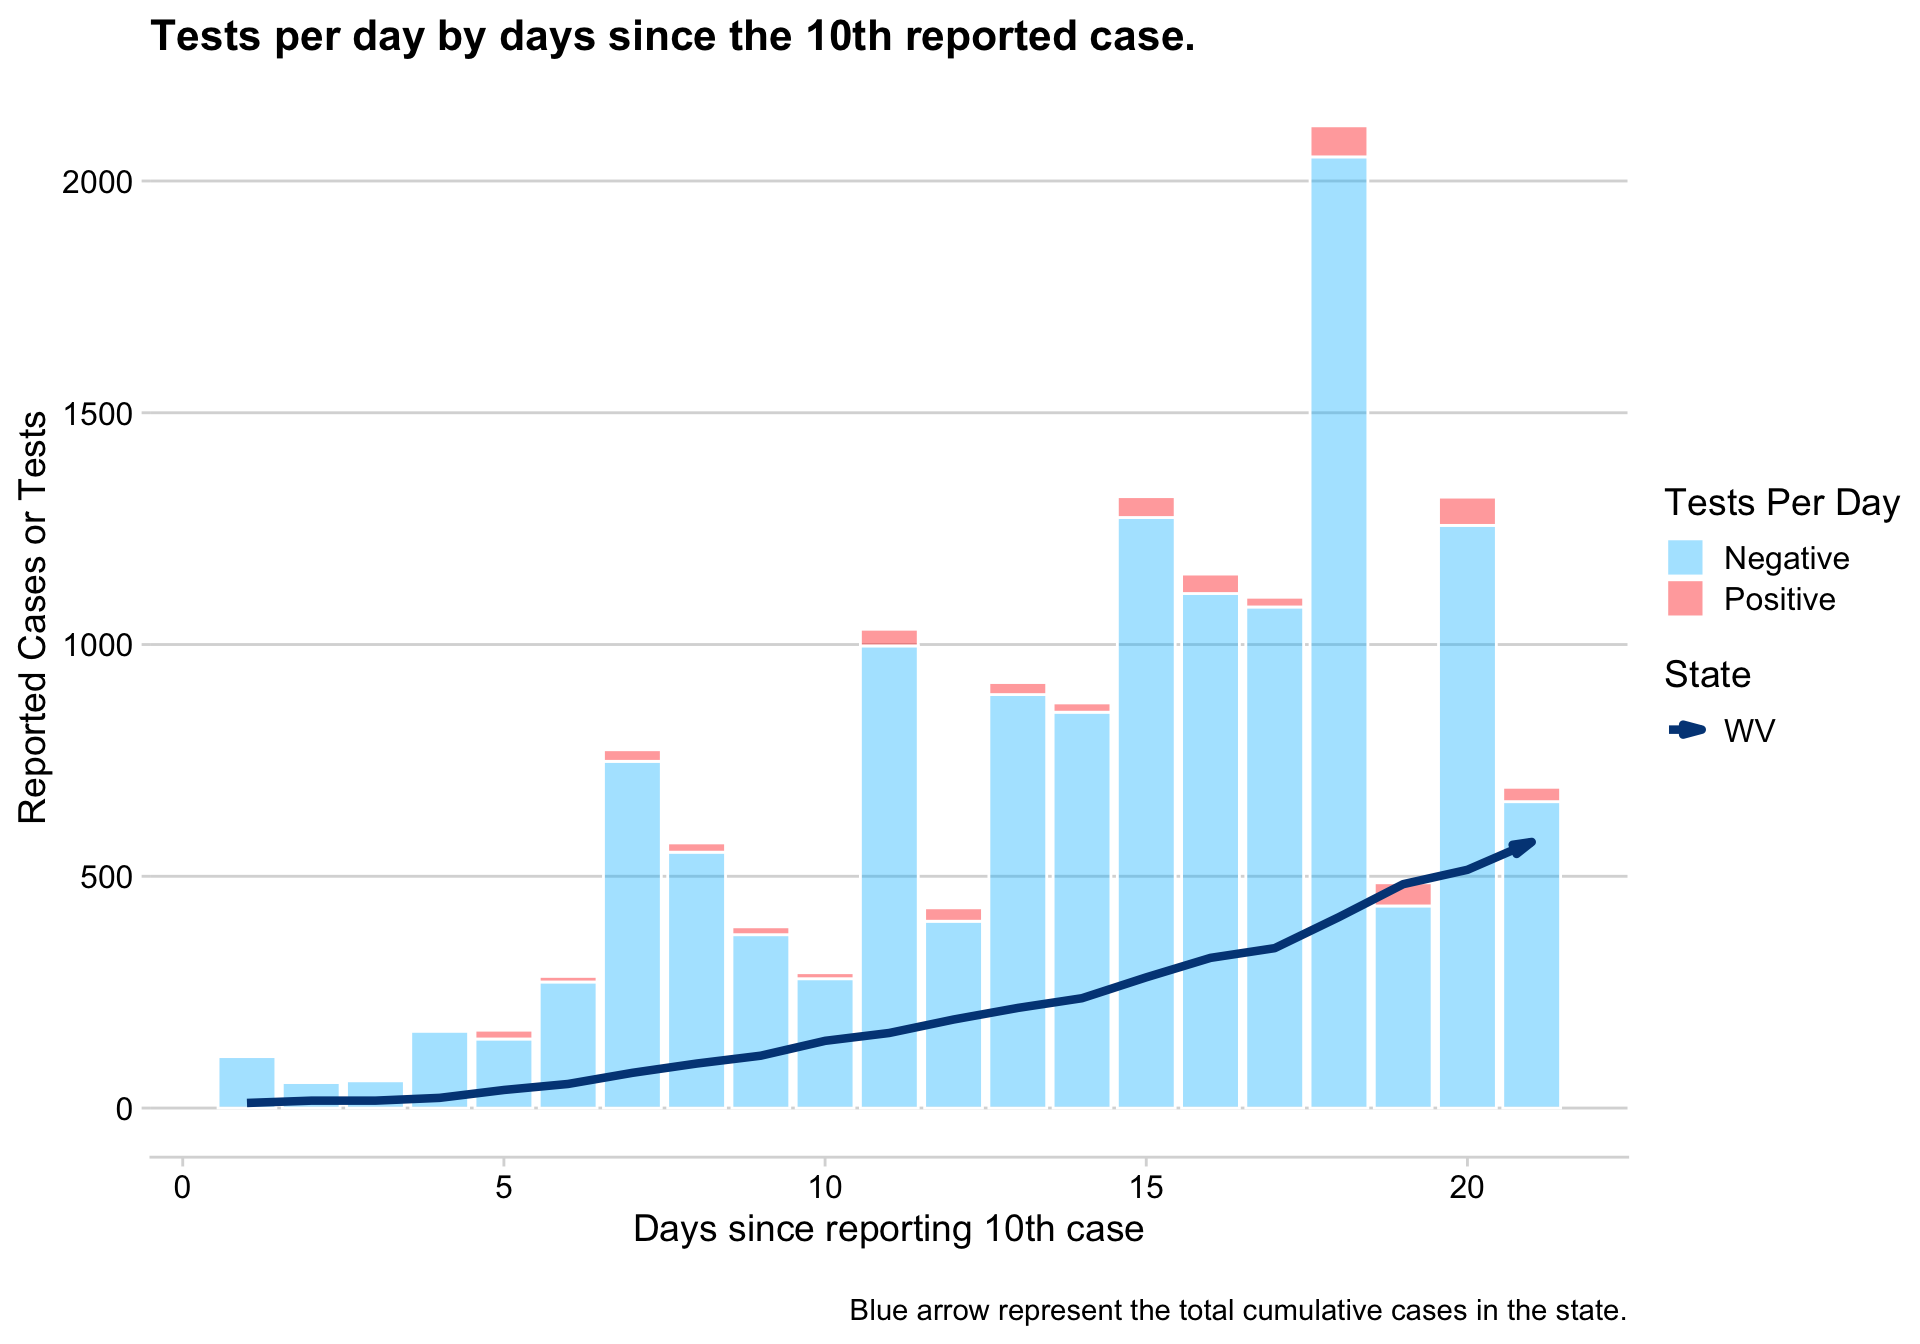 Tests per day by days since the 10th reported case.
Reported Cases or Tests
2000
1500
1000
500
0
0 5 10 15 20
Days since reporting 10th case
Tests Per Day
Negative
Positive
State
WV
Blue arrow represent the total cumulative cases in the state.